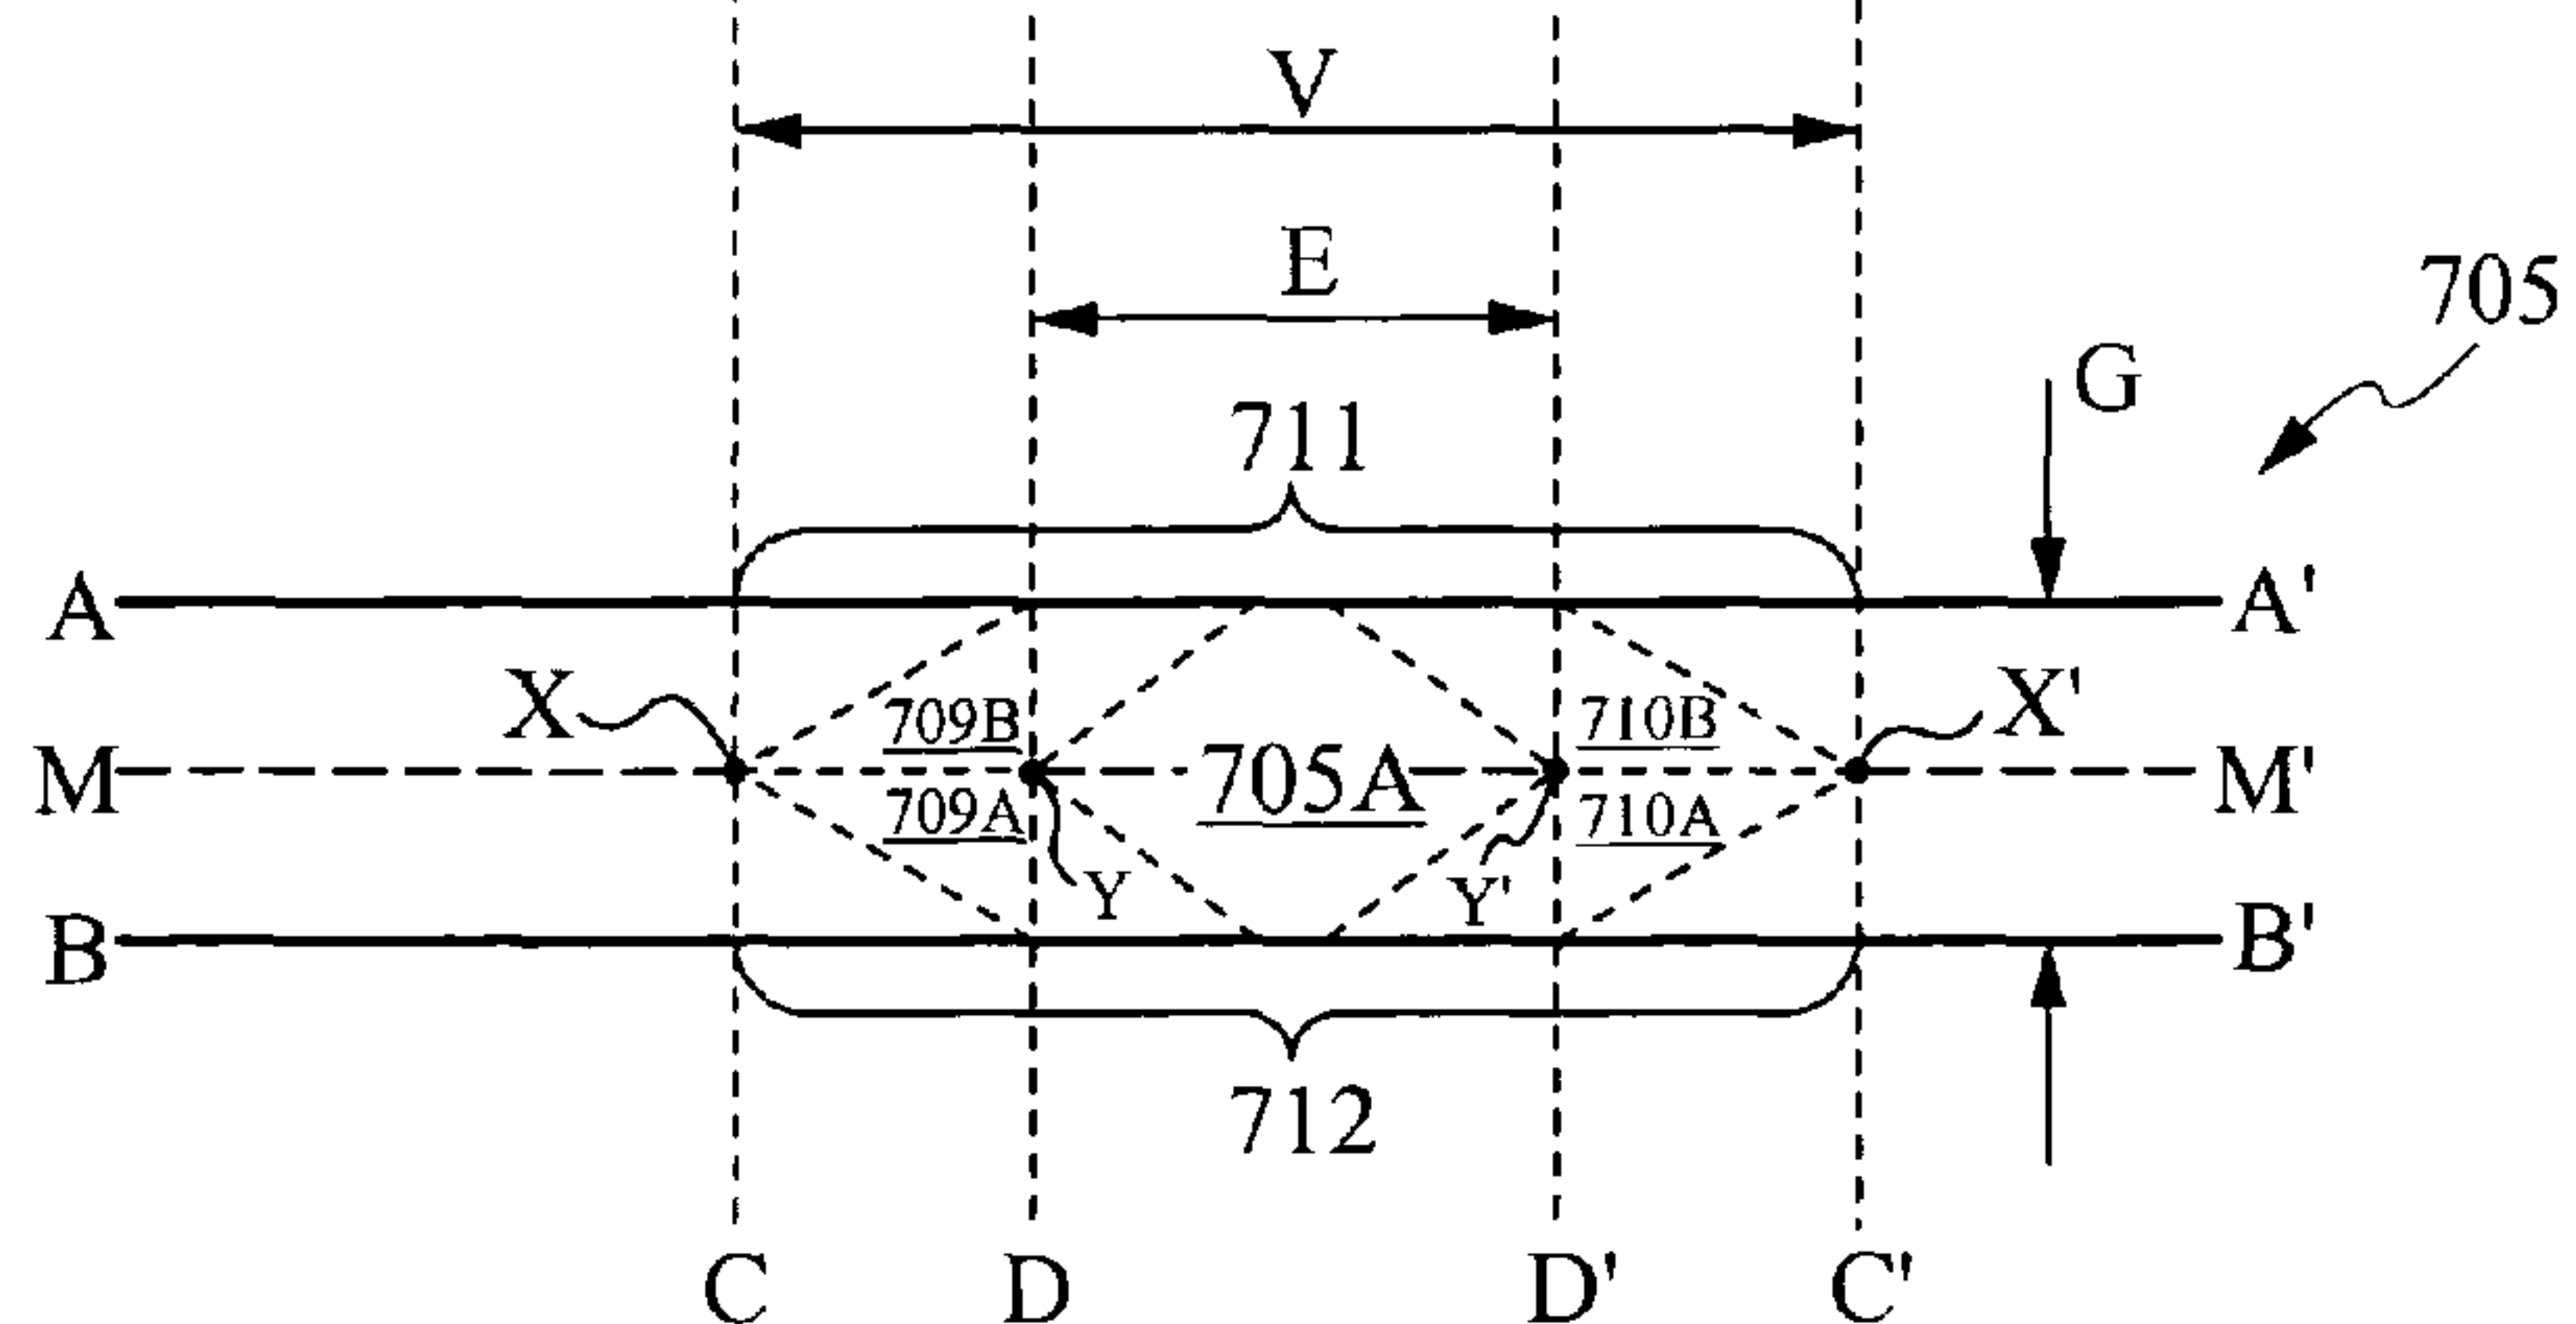 V
E
705
G
711
A A'
X 709B 710B X'
M 705A M'
709A 710A
Y Y'
B B'
712
C D D' C'